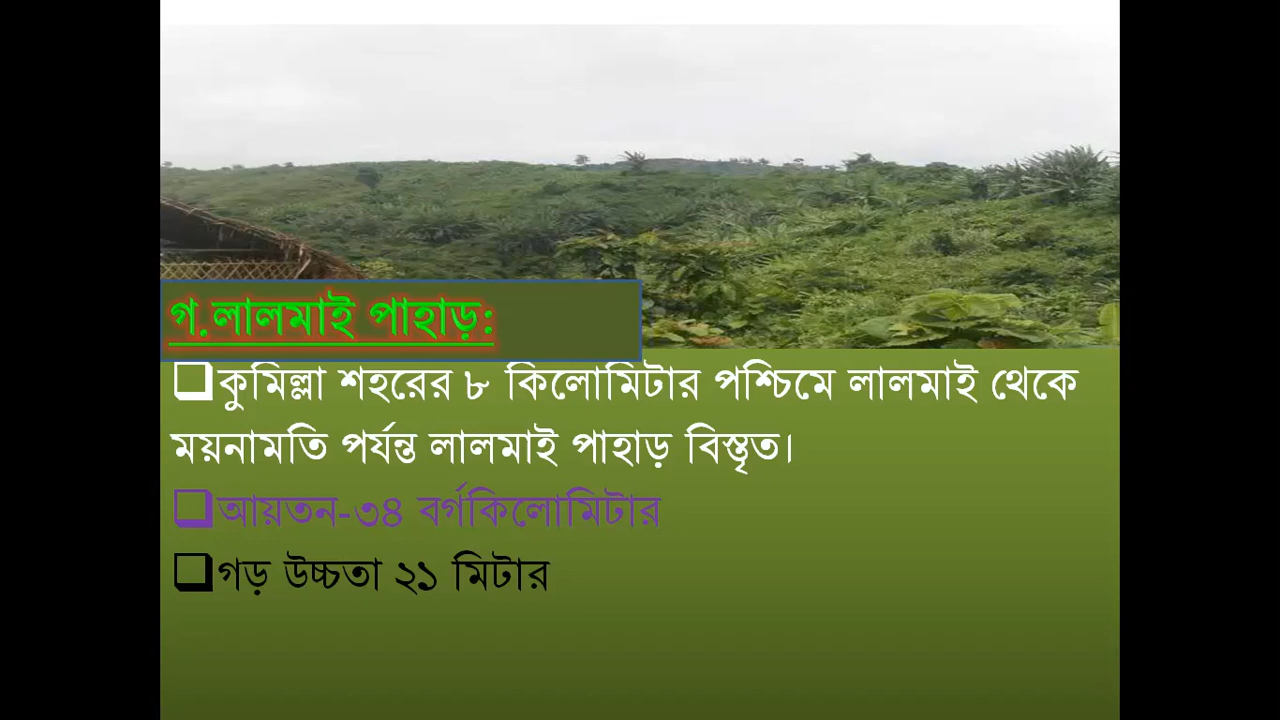 গ.লালমাই পাহাড়:
❑কুমিল্লা শহরের ৮ কিলোমিটার পশ্চিমে লালমাই থেকে
ময়নামতি পর্যন্ত লালমাই পাহাড় বিস্তৃত।
❑আয়তন-৩৪ বর্গকিলোমিটার
❑গড় উচ্চতা ২১ মিটার